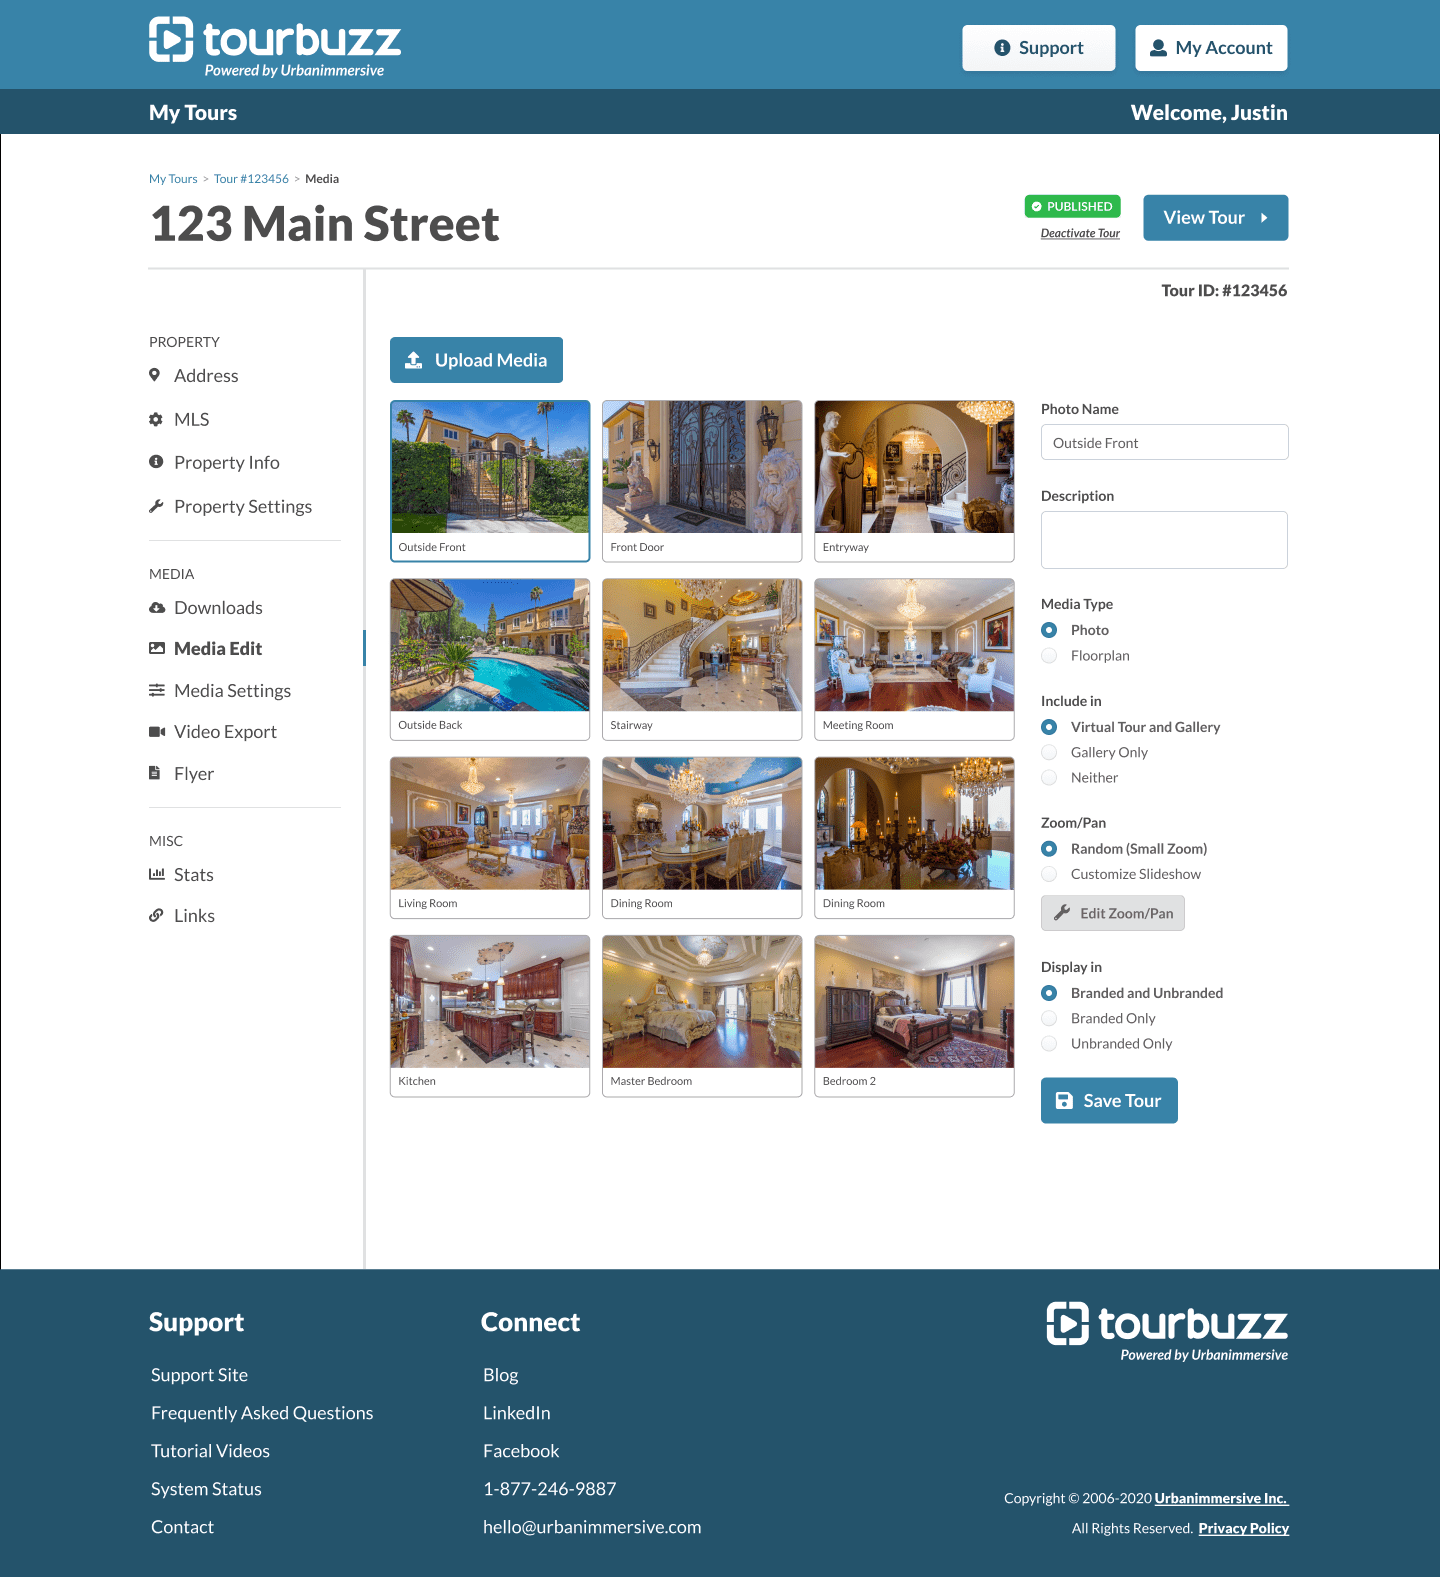 tourbuzz
Powered by Urbanimmersive
Support
My Account
My Tours
Welcome, Justin
My Tours > Tour #123456 > Media
123 Main Street
PUBLISHED
Deactivate Tour
View Tour
Tour ID: #123456
PROPERTY
Address
MLS
Property Info
Property Settings
MEDIA
Downloads
Media Edit
Media Settings
Video Export
Flyer
MISC
Stats
Links
Upload Media
Outside Front
Front Door
Entryway
Outside Back
Stairway
Meeting Room
Living Room
Dining Room
Dining Room
Kitchen
Master Bedroom
Bedroom 2
Photo Name
Outside Front
Description
Media Type
Photo
Floorplan
Include in
Virtual Tour and Gallery
Gallery Only
Neither
Zoom/Pan
Random (Small Zoom)
Customize Slideshow
Edit Zoom/Pan
Display in
Branded and Unbranded
Branded Only
Unbranded Only
Save Tour
Support
Support Site
Frequently Asked Questions
Tutorial Videos
System Status
Contact
Connect
Blog
LinkedIn
Facebook
1-877-246-9887
hello@urbanimmersive.com
tourbuzz
Powered by Urbanimmersive
Copyright © 2006-2020 Urbanimmersive Inc.
All Rights Reserved. Privacy Policy